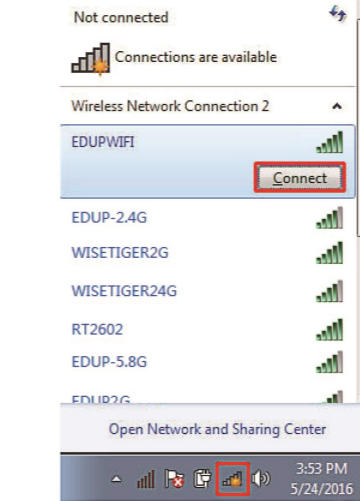 Not connected
Connections are available
Wireless Network Connection 2
EDUPWIFI
Connect
EDUP-2.4G
WISETIGER2G
WISETIGER24G
RT2602
EDUP-5.8G
EDUP2G
Open Network and Sharing Center
3:53 PM
5/24/2016